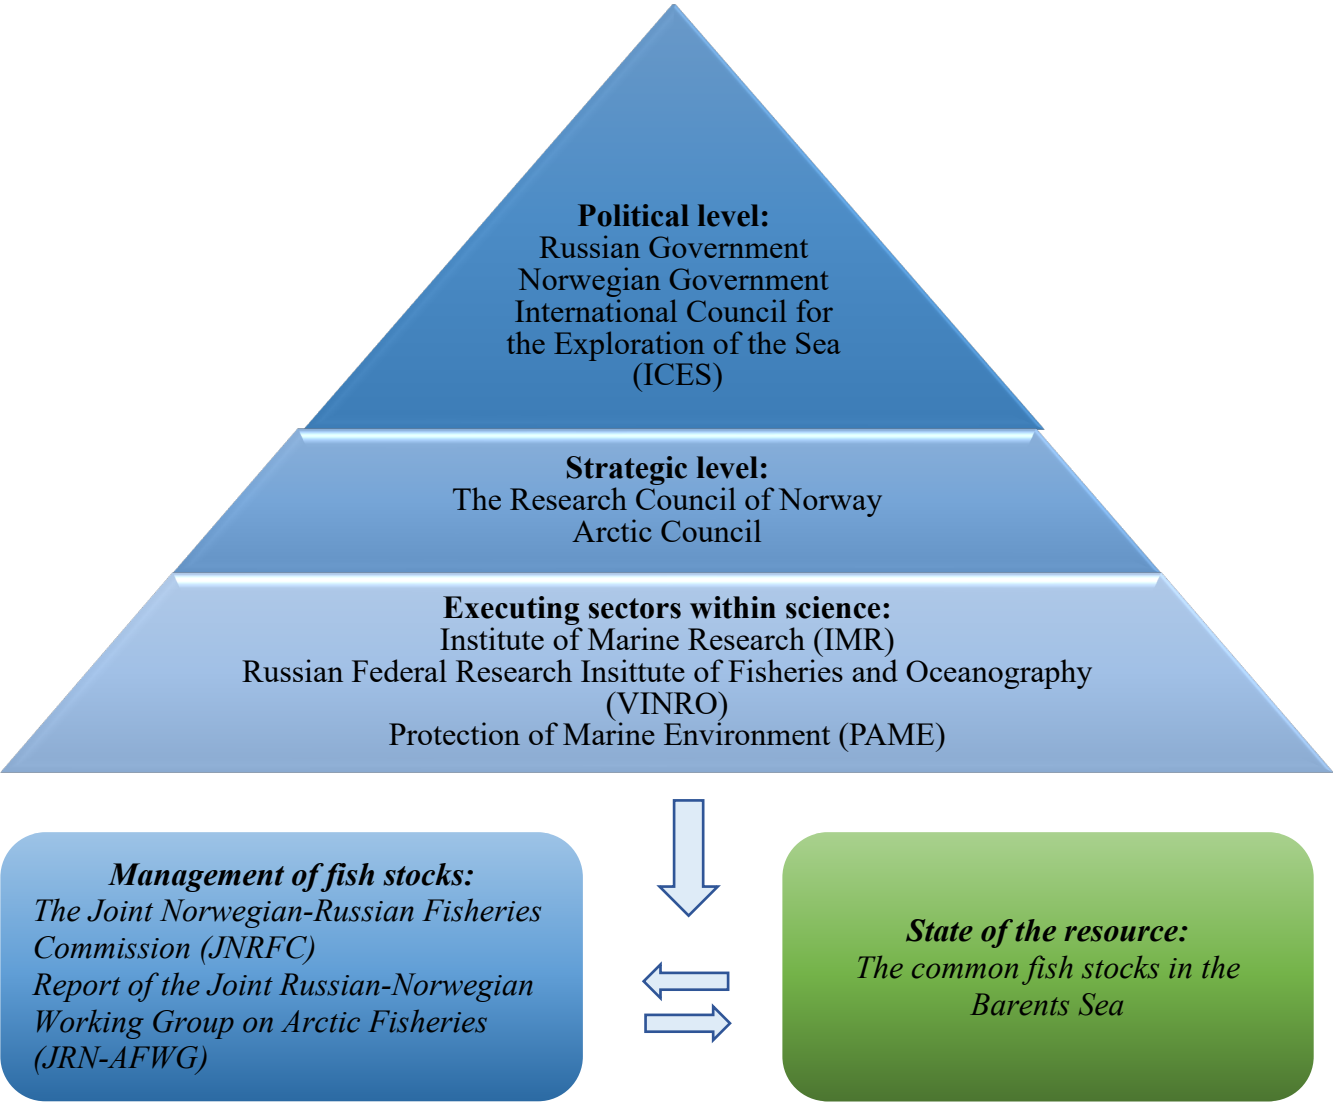 Political level:
Russian Government
Norwegian Government
International Council for
the Exploration of the Sea
(ICES)
Strategic level:
The Research Council of Norway
Arctic Council
Executing sectors within science:
Institute of Marine Research (IMR)
Russian Federal Research Insittute of Fisheries and Oceanography
(VINRO)
Protection of Marine Environment (PAME)
Management of fish stocks:
The Joint Norwegian-Russian Fisheries
Commission (JNRFC)
Report of the Joint Russian-Norwegian
Working Group on Arctic Fisheries
(JRN-AFWG)
State of the resource:
The common fish stocks in the
Barents Sea